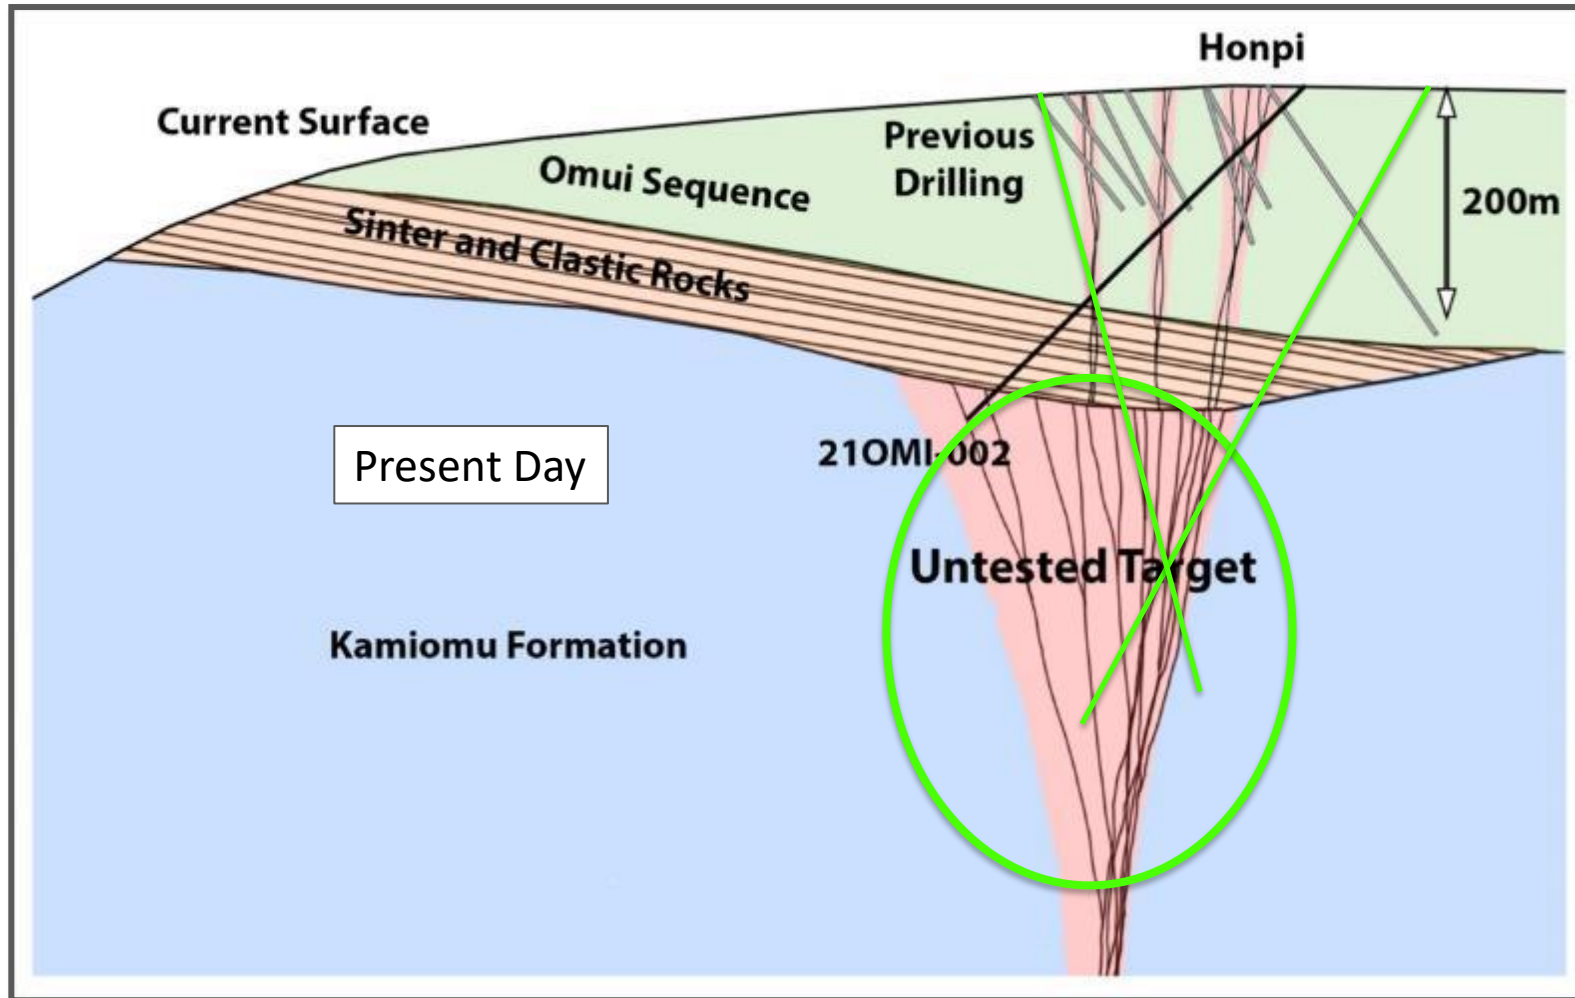 Honpi
Current Surface
Previous
Drilling
Omui Sequence
200m
Sinter and Clastic Rocks
21OMI-002
Present Day
Untested Target
Kamiomu Formation